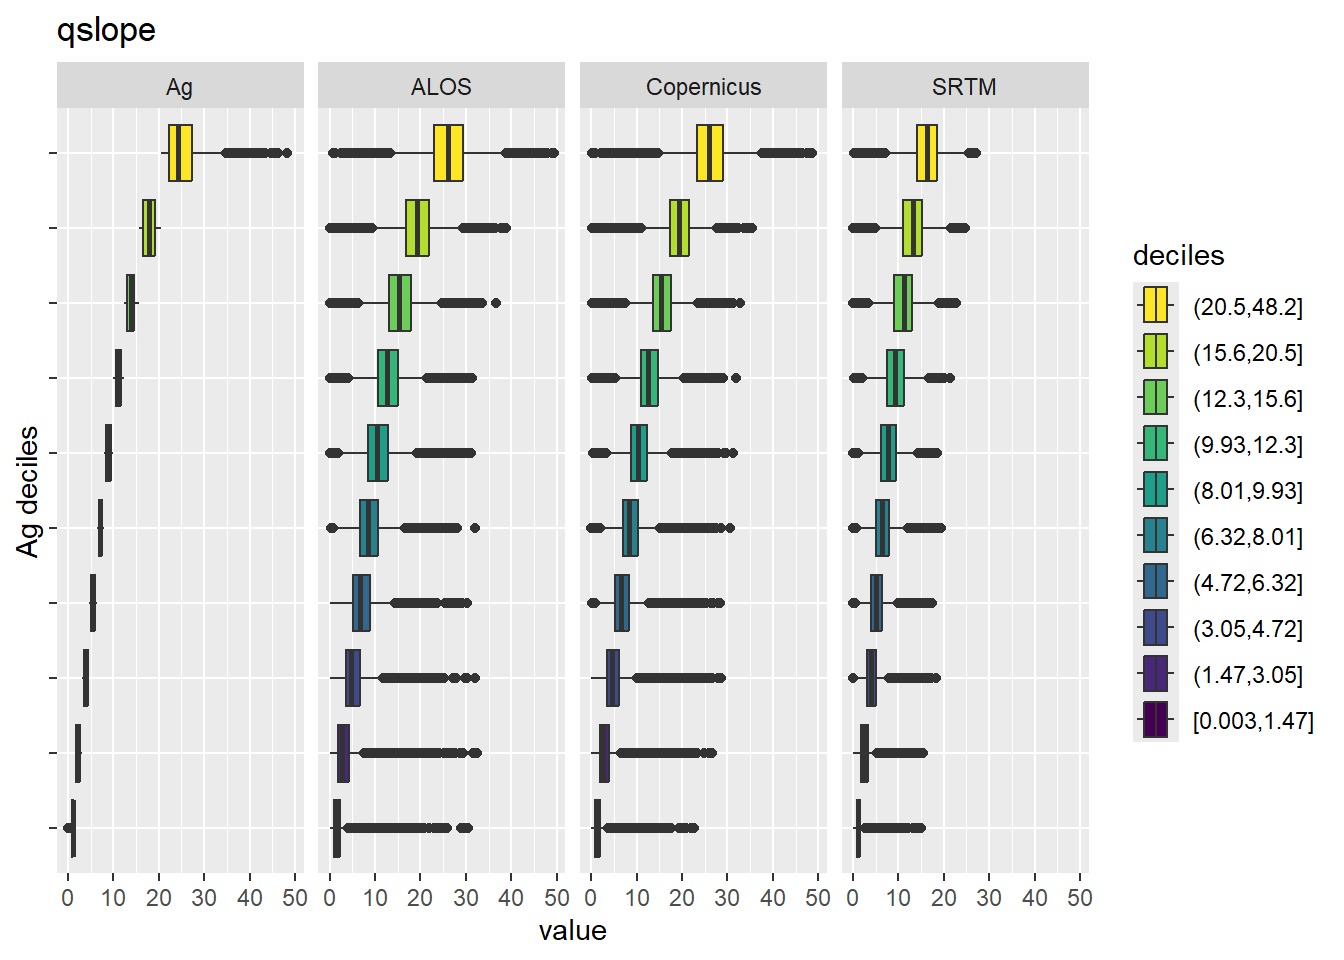 qslope
Ag ALOS Copernicus SRTM
Ag deciles
0 10 20 30 40 50 0 10 20 30 40 50 0 10 20 30 40 50 0 10 20 30 40 50
value
deciles
(20.5,48.2]
(15.6,20.5]
(12.3,15.6]
(9.93,12.3]
(8.01,9.93]
(6.32,8.01]
(4.72,6.32]
(3.05,4.72]
(1.47,3.05]
[0.003,1.47]